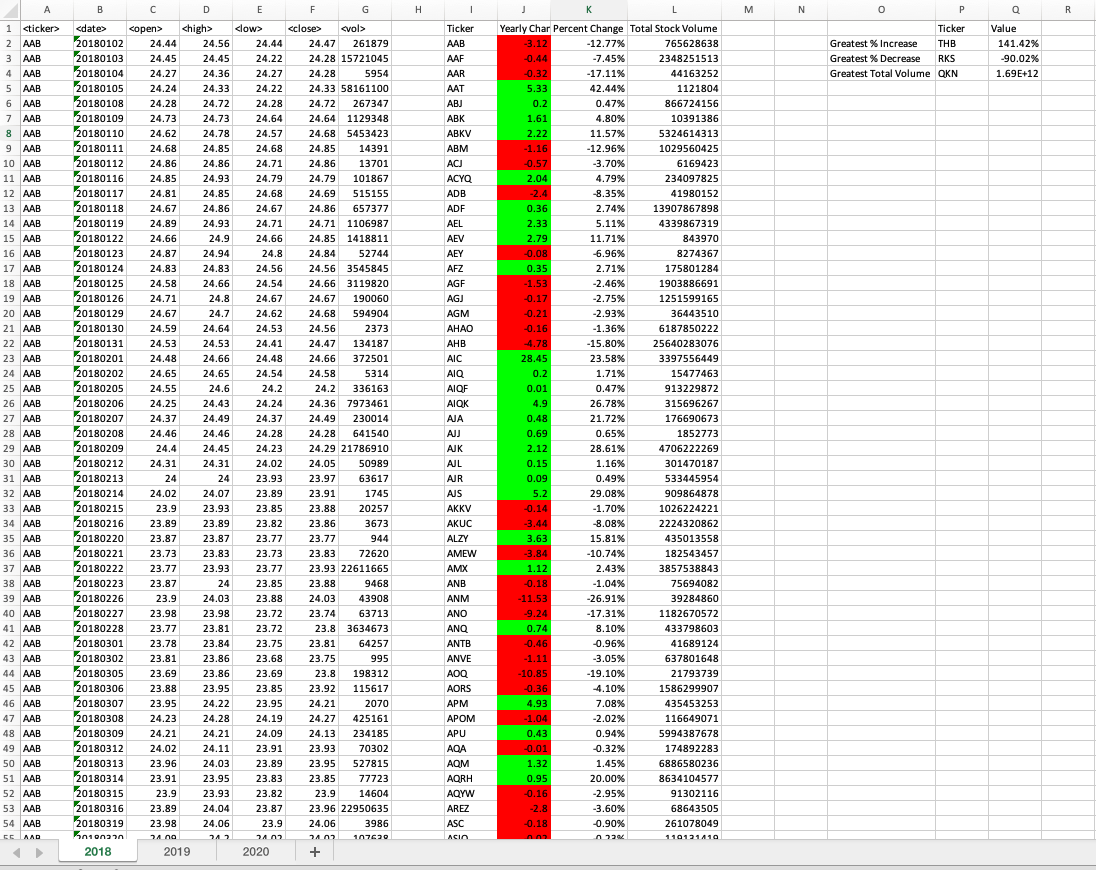 A B C D E F G H I J K L M N O P Q R
1 <ticker> <date> <open> <high> <low> <close> <vol> Ticker Yearly Char Percent Change Total Stock Volume Ticker Value
2 AAB 20180102 24.44 24.56 24.44 24.47 261879 AAB -3.12 -12.77% 765628638 Greatest % Increase THB 141.42%
3 AAB 20180103 24.45 24.45 24.22 24.28 15721045 AAF -0.44 -7.45% 2348251513 Greatest % Decrease RKS -90.02%
4 AAB 20180104 24.27 24.36 24.27 24.28 5954 AAR -0.32 -17.11% 44163252 Greatest Total Volume QKN 1.69E+12
5 AAB 20180105 24.24 24.33 24.22 24.33 58161100 AAT 5.33 42.44% 1121804
6 AAB 20180108 24.28 24.72 24.28 24.72 267347 ABJ 0.2 0.47% 866724156
7 AAB 20180109 24.73 24.73 24.64 24.64 1129348 ABK 1.61 4.80% 10391386
8 AAB 20180110 24.62 24.78 24.57 24.68 5453423 ABKV 2.22 11.57% 5324614313
9 AAB 20180111 24.68 24.85 24.68 24.85 14391 ABM -1.16 -12.96% 1029560425
10 AAB 20180112 24.86 24.86 24.71 24.86 13701 ACJ -0.57 -3.70% 6169423
11 AAB 20180116 24.85 24.93 24.79 24.79 101867 ACYQ 2.04 4.79% 234097825
12 AAB 20180117 24.81 24.85 24.68 24.69 515155 ADB -2.4 -8.35% 41980152
13 AAB 20180118 24.67 24.86 24.67 24.86 657377 ADF 0.36 2.74% 13907867898
14 AAB 20180119 24.89 24.93 24.71 24.71 1106987 AEL 2.33 5.11% 4339867319
15 AAB 20180122 24.66 24.9 24.66 24.85 1418811 AEV 2.79 11.71% 843970
16 AAB 20180123 24.87 24.94 24.8 24.84 52744 AEY -0.08 -6.96% 8274367
17 AAB 20180124 24.83 24.83 24.56 24.56 3545845 AFZ 0.35 2.71% 175801284
18 AAB 20180125 24.58 24.66 24.54 24.66 3119820 AGF -1.53 -2.46% 1903886691
19 AAB 20180126 24.71 24.8 24.67 24.67 190060 AGJ -0.17 -2.75% 1251599165
20 AAB 20180129 24.67 24.7 24.62 24.68 594904 AGM -0.21 -2.93% 36443510
21 AAB 20180130 24.59 24.64 24.53 24.56 2373 AHAO -0.16 -1.36% 6187850222
22 AAB 20180131 24.53 24.53 24.41 24.47 134187 AHB -4.78 -15.80% 25640283076
23 AAB 20180201 24.48 24.66 24.48 24.66 372501 AIC 28.45 23.58% 3397556449
24 AAB 20180202 24.65 24.65 24.54 24.58 5314 AIQ 0.2 1.71% 15477463
25 AAB 20180205 24.55 24.6 24.2 24.2 336163 AIQF 0.01 0.47% 913229872
26 AAB 20180206 24.25 24.43 24.24 24.36 7973461 AIQK 4.9 26.78% 315696267
27 AAB 20180207 24.37 24.49 24.37 24.49 230014 AJA 0.48 21.72% 176690673
28 AAB 20180208 24.46 24.46 24.28 24.28 641540 AJJ 0.69 0.65% 1852773
29 AAB 20180209 24.4 24.45 24.23 24.29 21786910 AJK 2.12 28.61% 4706222269
30 AAB 20180212 24.31 24.31 24.02 24.05 50989 AJL 0.15 1.16% 301470187
31 AAB 20180213 24 24 23.93 23.97 63617 AJR 0.09 0.49% 533445954
32 AAB 20180214 24.02 24.07 23.89 23.91 1745 AJS 5.2 29.08% 909864878
33 AAB 20180215 23.9 23.93 23.85 23.88 20257 AKKV -0.14 -1.70% 1026224221
34 AAB 20180216 23.89 23.89 23.82 23.86 3673 AKUC -3.44 -8.08% 2224320862
35 AAB 20180220 23.87 23.87 23.77 23.77 944 ALZY 3.63 15.81% 435013558
36 AAB 20180221 23.73 23.83 23.73 23.83 72620 AMEW -3.84 -10.74% 182543457
37 AAB 20180222 23.77 23.93 23.77 23.93 22611665 AMX 1.12 2.43% 3857538843
38 AAB 20180223 23.87 24 23.85 23.88 9468 ANB -0.18 -1.04% 75694082
39 AAB 20180226 23.9 24.03 23.88 24.03 43908 ANM -11.53 -26.91% 39284860
40 AAB 20180227 23.98 23.98 23.72 23.74 63713 ANO -9.24 -17.31% 1182670572
41 AAB 20180228 23.77 23.81 23.72 23.8 3634673 ANQ 0.74 8.10% 433798603
42 AAB 20180301 23.78 23.84 23.75 23.81 64257 ANTB -0.46 -0.96% 41689124
43 AAB 20180302 23.81 23.86 23.68 23.75 995 ANVE -1.11 -3.05% 637801648
44 AAB 20180305 23.69 23.86 23.69 23.8 198312 AOQ -10.85 -19.10% 21793739
45 AAB 20180306 23.88 23.95 23.85 23.92 115617 AORS -0.36 -4.10% 1586299907
46 AAB 20180307 23.95 24.22 23.95 24.21 2070 APM 4.93 7.08% 435453253
47 AAB 20180308 24.23 24.28 24.19 24.27 425161 APOM -1.04 -2.02% 116649071
48 AAB 20180309 24.21 24.21 24.09 24.13 234185 APU 0.43 0.94% 5994387678
49 AAB 20180312 24.02 24.11 23.91 23.93 70302 AQA -0.01 -0.32% 174892283
50 AAB 20180313 23.96 24.03 23.89 23.95 527815 AQM 1.32 1.45% 6886580236
51 AAB 20180314 23.91 23.95 23.83 23.85 77723 AQRH 0.95 20.00% 8634104577
52 AAB 20180315 23.9 23.93 23.82 23.9 14604 AQYW -0.16 -2.95% 91302116
53 AAB 20180316 23.89 24.04 23.87 23.96 22950635 AREZ -2.8 -3.60% 68643505
54 AAB 20180319 23.98 24.06 23.9 24.06 3986 ASC -0.18 -0.90% 261078049
55 AAB 20180320 24.09 24.2 24.02 24.02 107638 ASIO
2018 2019 2020 +